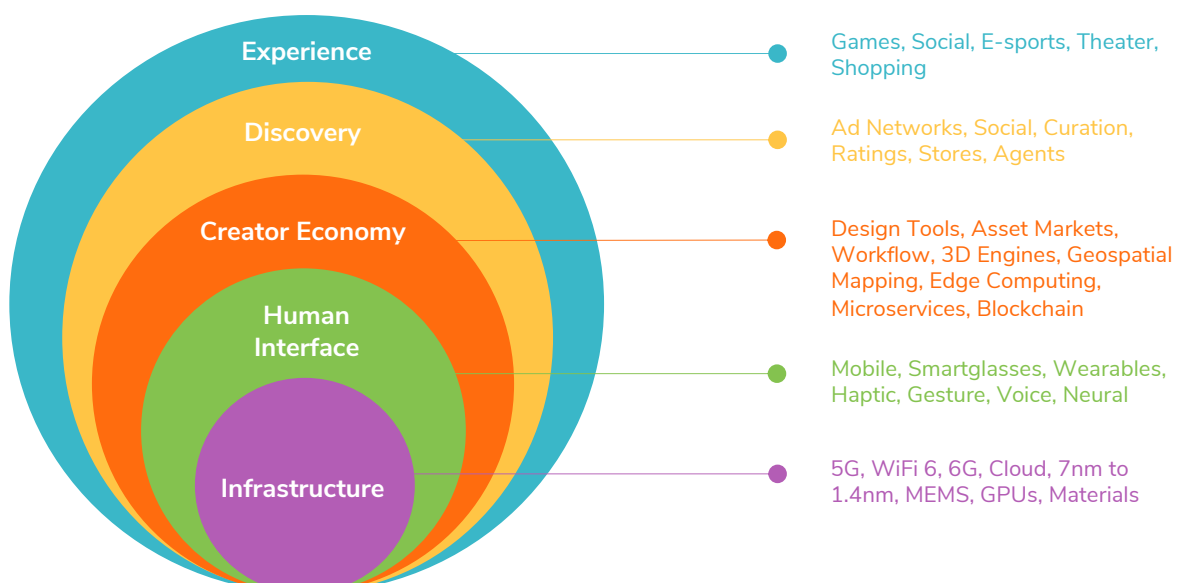 Experience
Games, Social, E-sports, Theater,
Shopping
Discovery
Ad Networks, Social, Curation,
Ratings, Stores, Agents
Creator Economy
Design Tools, Asset Markets,
Workflow, 3D Engines, Geospatial
Mapping, Edge Computing,
Microservices, Blockchain
Human
Interface
Mobile, Smartglasses, Wearables,
Haptic, Gesture, Voice, Neural
Infrastructure
5G, WiFi 6, 6G, Cloud, 7nm to
1.4nm, MEMS, GPUs, Materials